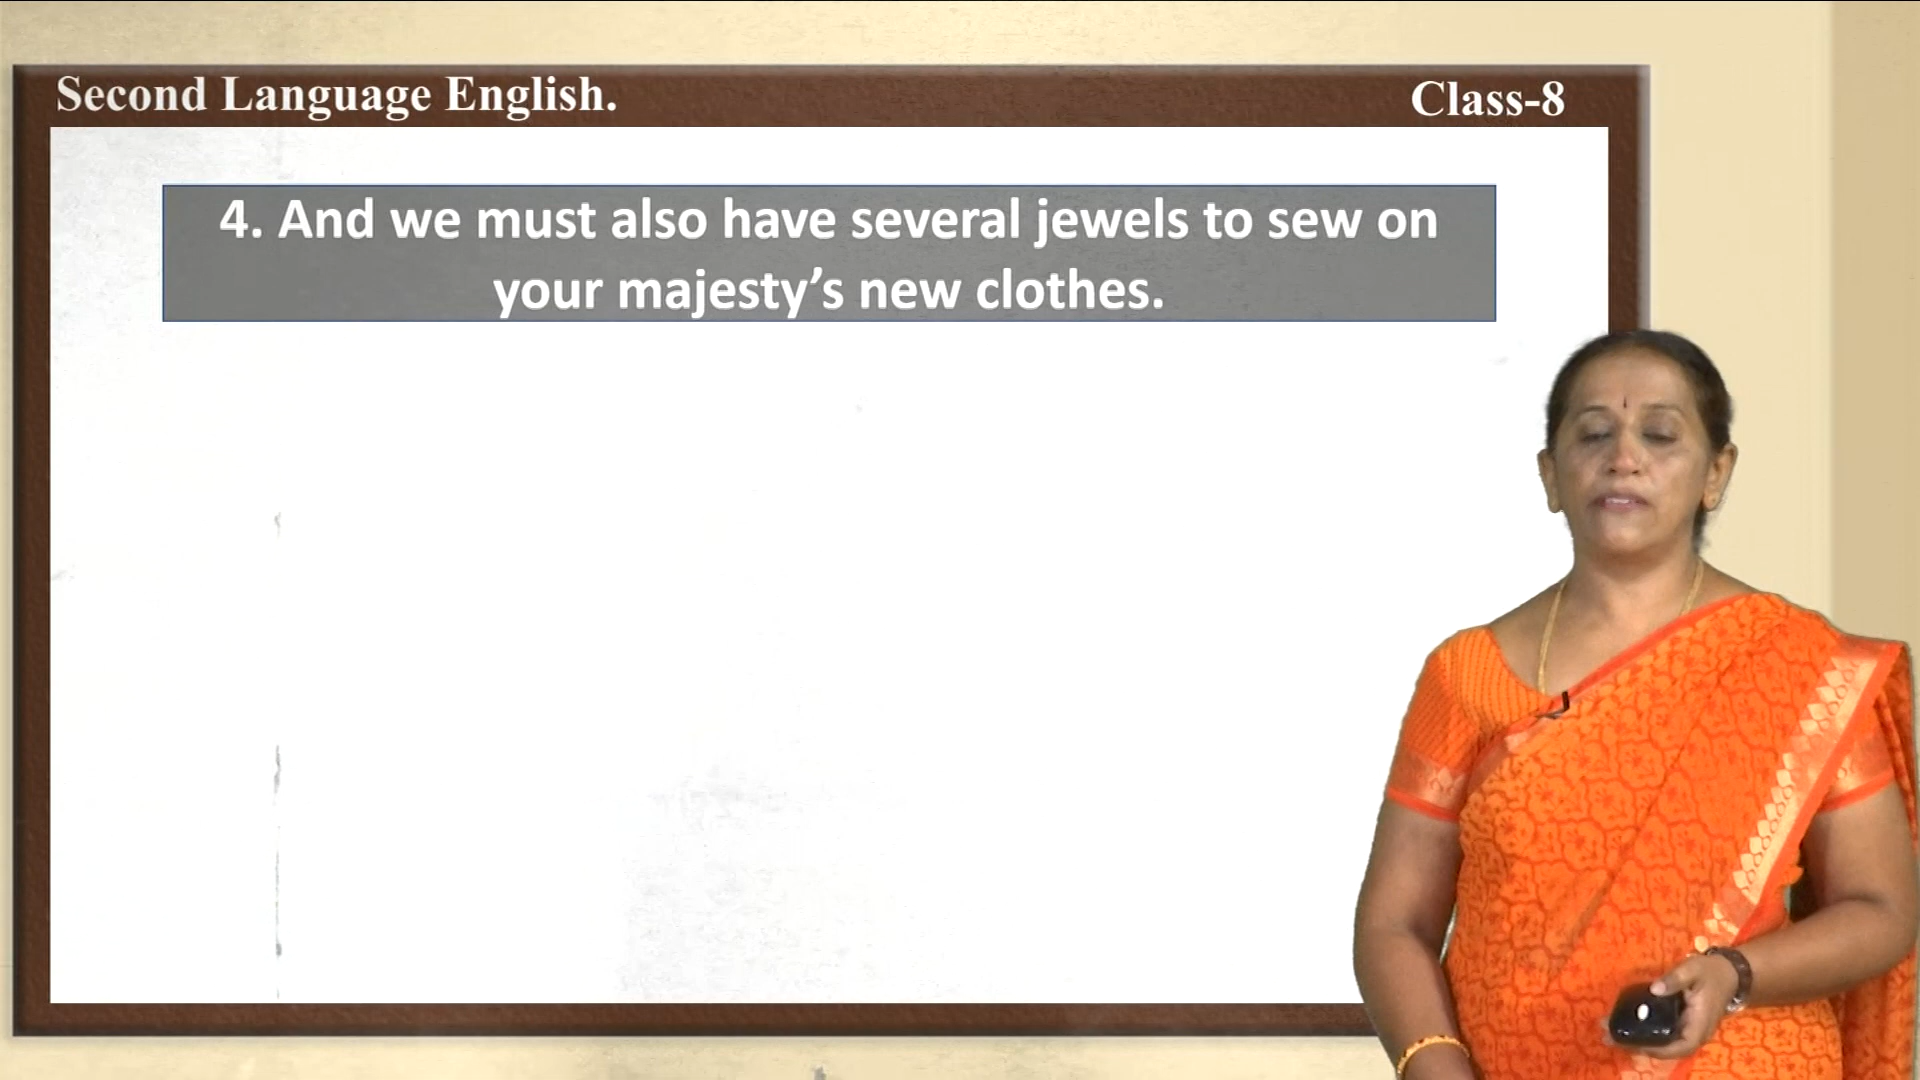 Second Language English.
Class-8
4. And we must also have several jewels to sew on
your majesty’s new clothes.